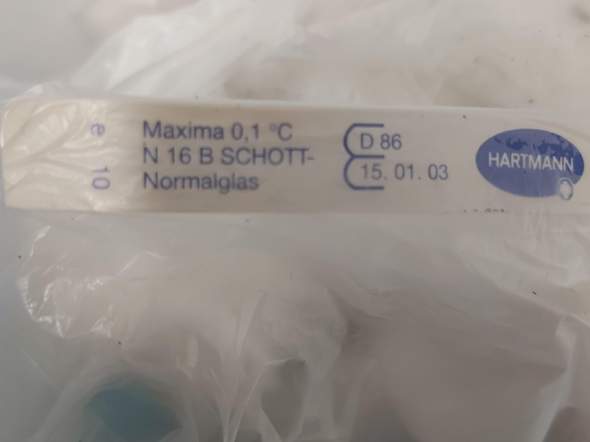 e 10
Maxima 0,1 °C
N 16 B SCHOTT-
Normalglas
D 86
15. 01. 03
HARTMANN